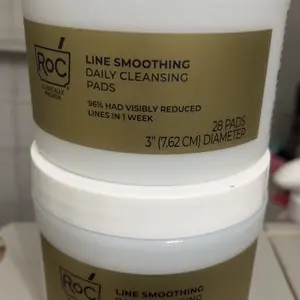 RoC
CLINICALLY
PROVEN
LINE SMOOTHING
DAILY CLEANSING
PADS
96% HAD VISIBLY REDUCED
LINES IN 1 WEEK
28 PADS
3" (7.62 CM) DIAMETER
RoC
LINE SMOOTHING